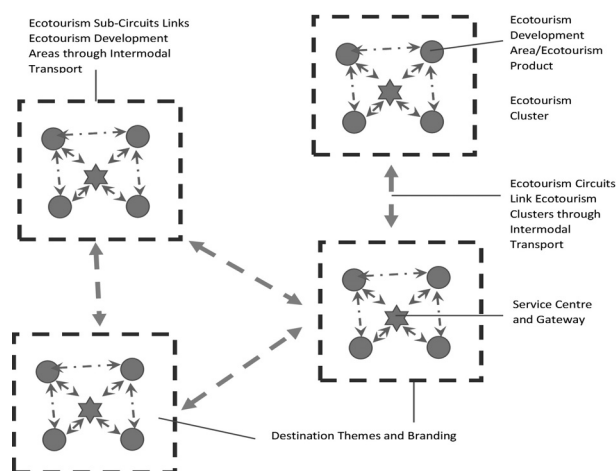 Ecotourism Sub-Circuits Links
Ecotourism Development
Areas through Intermodal
Transport
Ecotourism
Development
Area/Ecotourism
Product
Ecotourism
Cluster
Ecotourism Circuits
Link Ecotourism
Clusters through
Intermodal
Transport
Service Centre
and Gateway
Destination Themes and Branding